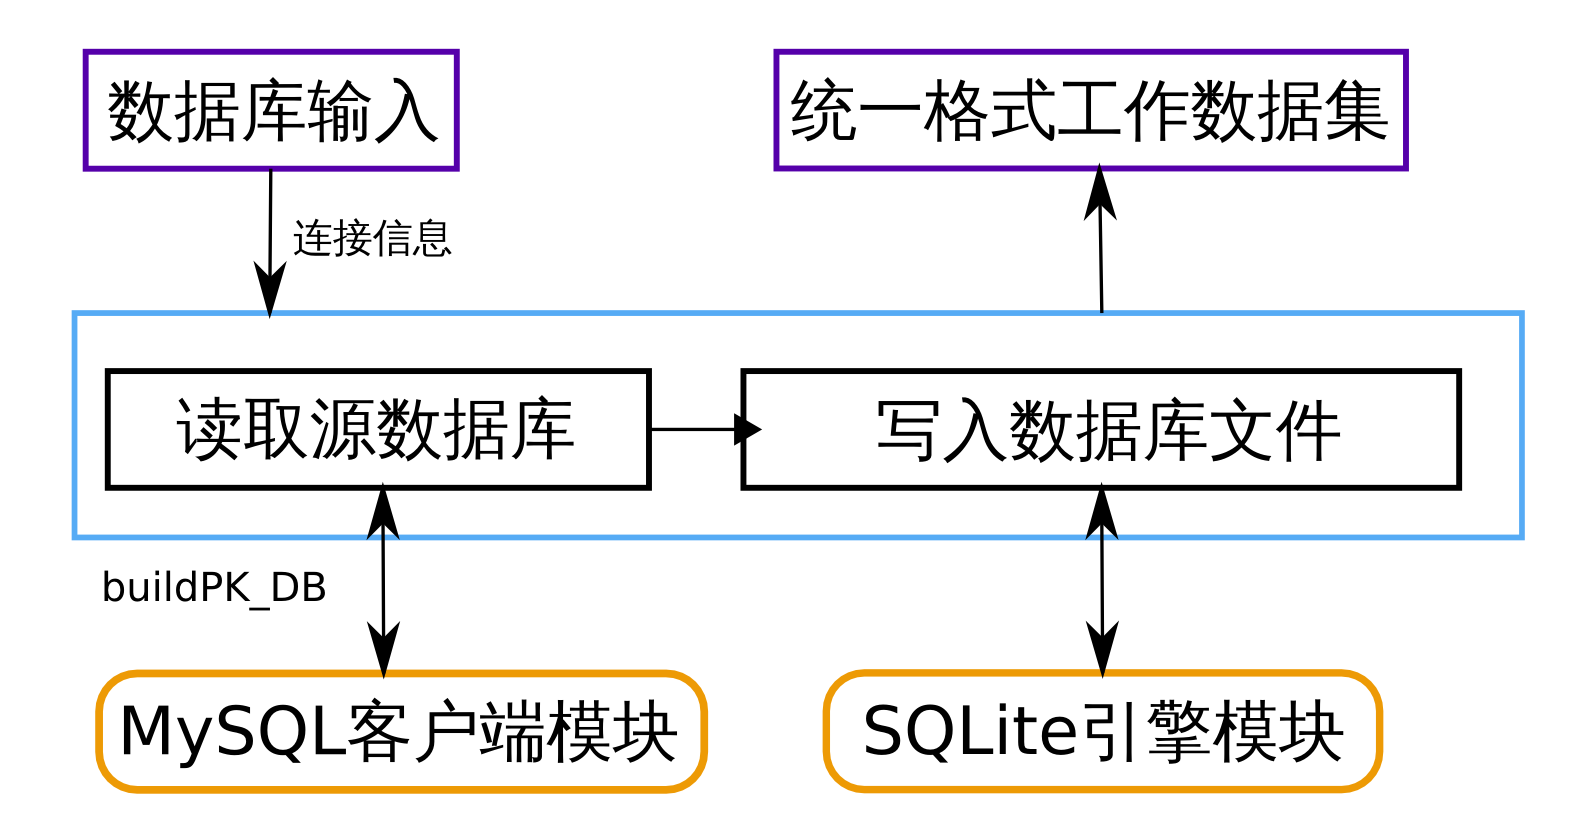 数据库输入
统一格式工作数据集
连接信息
读取源数据库
写入数据库文件
buildPK_DB
MySQL客户端模块
SQLite引擎模块